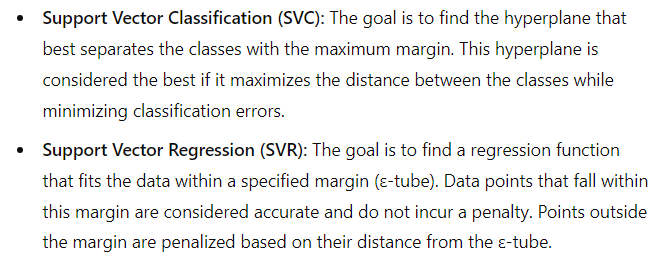 • Support Vector Classification (SVC): The goal is to find the hyperplane that
best separates the classes with the maximum margin. This hyperplane is
considered the best if it maximizes the distance between the classes while
minimizing classification errors.
• Support Vector Regression (SVR): The goal is to find a regression function
that fits the data within a specified margin (ε-tube). Data points that fall within
this margin are considered accurate and do not incur a penalty. Points outside
the margin are penalized based on their distance from the ε-tube.